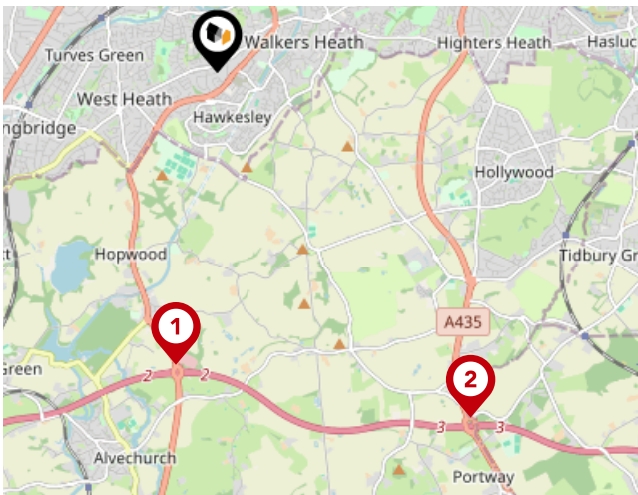 Turves Green
Walkers Heath
Highters Heath
Hasluc
West Heath
Hawkesley
ngbridge
Hollywood
tt
Hopwood
Tidbury Gr
1
A435
Green
2
2
2
3
3
Alvechurch
Portway